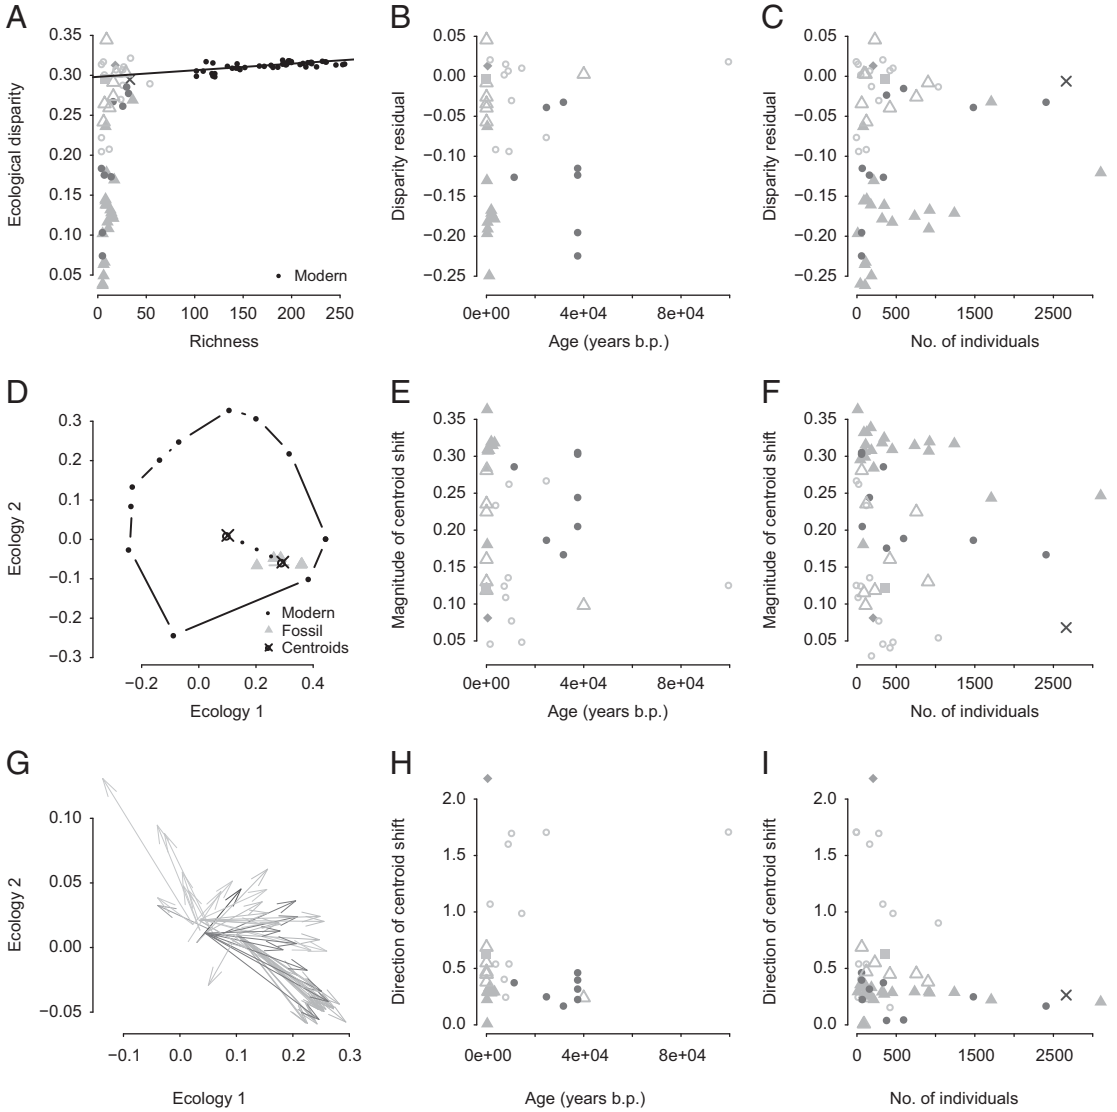 A
Ecological disparity
0.35
0.30
0.25
0.20
0.15
0.10
0.05
Modern
0 50 100 150 200 250
Richness
B
Disparity residual
0.05
0.00
−0.05
−0.10
−0.15
−0.20
−0.25
0e+00 4e+04 8e+04
Age (years b.p.)
C
Disparity residual
0.05
0.00
−0.05
−0.10
−0.15
−0.20
−0.25
0 500 1500 2500
No. of individuals
D
Ecology 2
0.3
0.2
0.1
0.0
−0.1
−0.2
−0.3
Modern
Fossil
Centroids
−0.2 0.0 0.2 0.4
Ecology 1
E
Magnitude of centroid shift
0.35
0.30
0.25
0.20
0.15
0.10
0.05
0e+00 4e+04 8e+04
Age (years b.p.)
F
Magnitude of centroid shift
0.35
0.30
0.25
0.20
0.15
0.10
0.05
0 500 1500 2500
No. of individuals
G
Ecology 2
0.10
0.05
0.00
−0.05
−0.1 0.0 0.1 0.2 0.3
Ecology 1
H
Direction of centroid shift
2.0
1.5
1.0
0.5
0.0
0e+00 4e+04 8e+04
Age (years b.p.)
I
Direction of centroid shift
2.0
1.5
1.0
0.5
0.0
0 500 1500 2500
No. of individuals